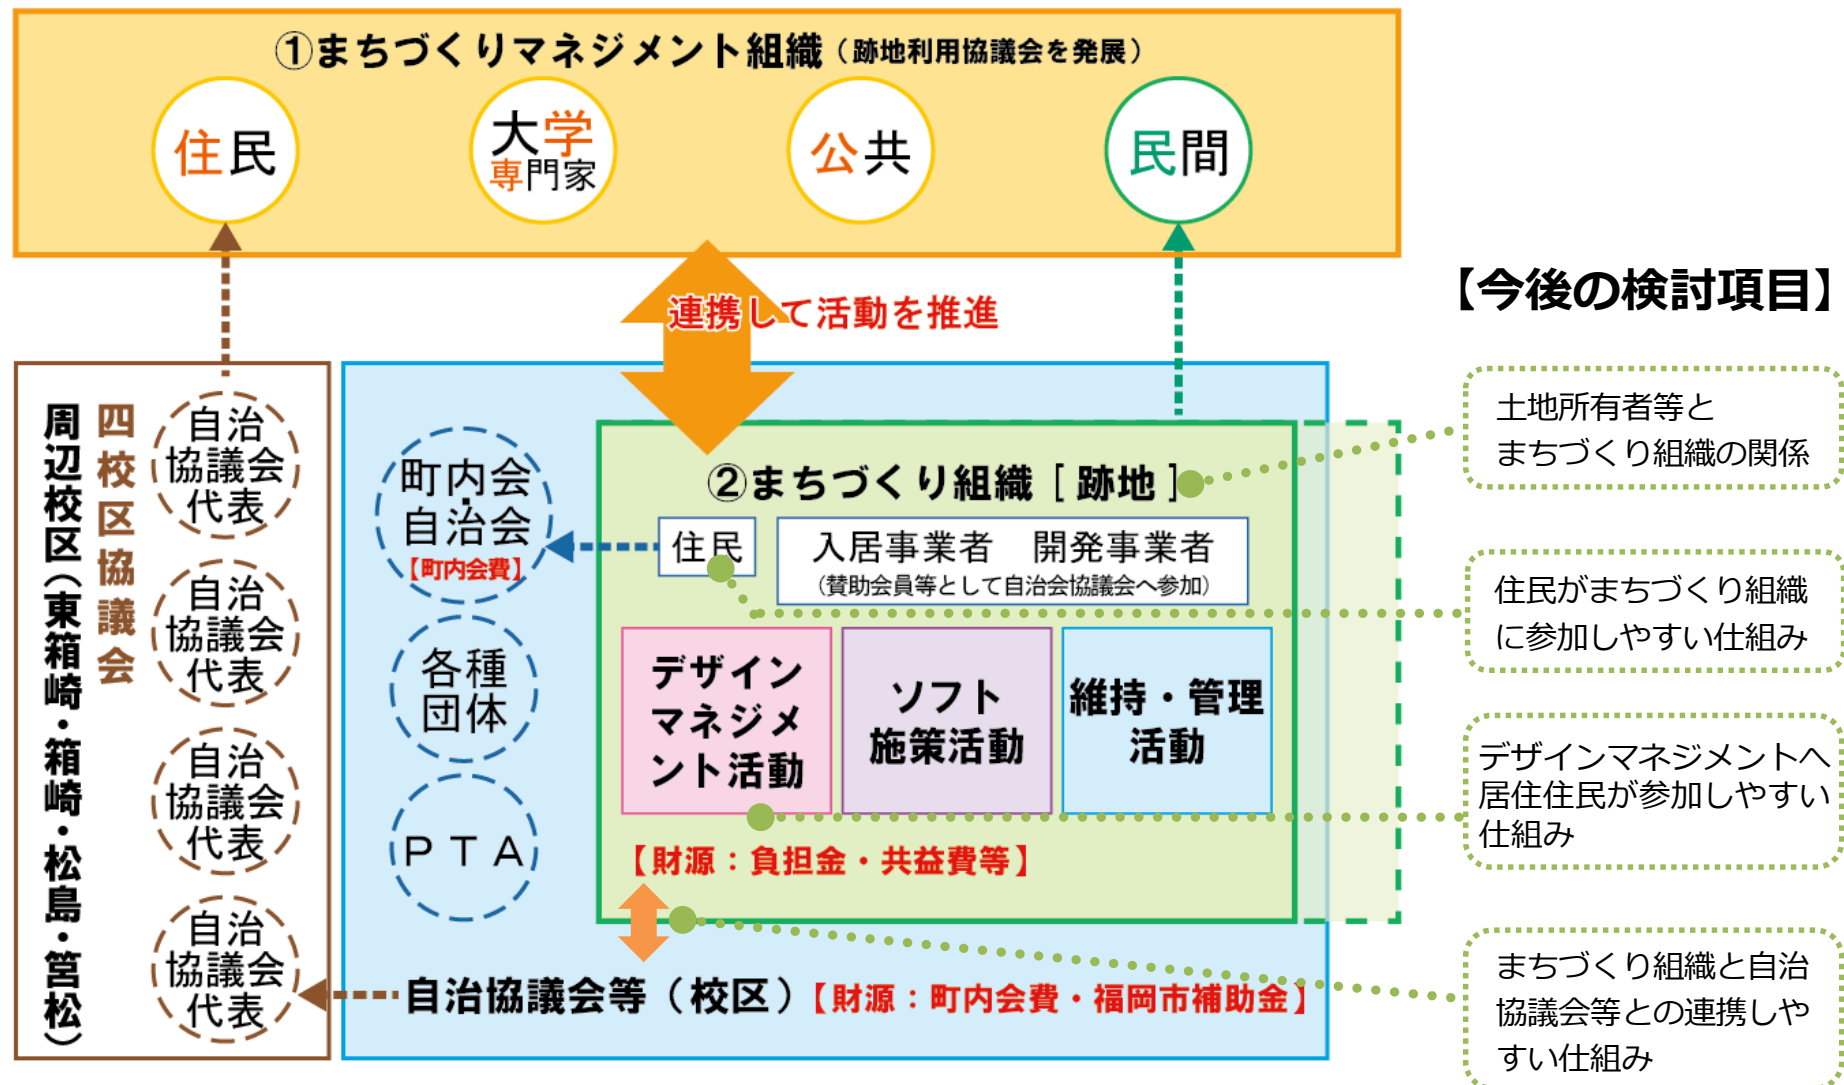 ①まちづくりマネジメント組織（跡地利用協議会を発展）
住民
大学
専門家
公共
民間
連携して活動を推進
【今後の検討項目】
周辺校区（東箱崎・箱崎・松島・筥松）
四校区協議会
自治
協議会
代表
自治
協議会
代表
自治
協議会
代表
自治
協議会
代表
町内会
・
自治会
【町内会費】
各種
団体
ＰＴＡ
②まちづくり組織［跡地］
住民
入居事業者　開発事業者
（賛助会員等として自治会協議会へ参加）
デザイン
マネジメ
ント活動
ソフト
施策活動
維持・管理
活動
【財源：負担金・共益費等】
自治協議会等（校区）【財源：町内会費・福岡市補助金】
土地所有者等と
まちづくり組織の関係
住民がまちづくり組織
に参加しやすい仕組み
デザインマネジメントへ
居住住民が参加しやすい
仕組み
まちづくり組織と自治
協議会等との連携しや
すい仕組み